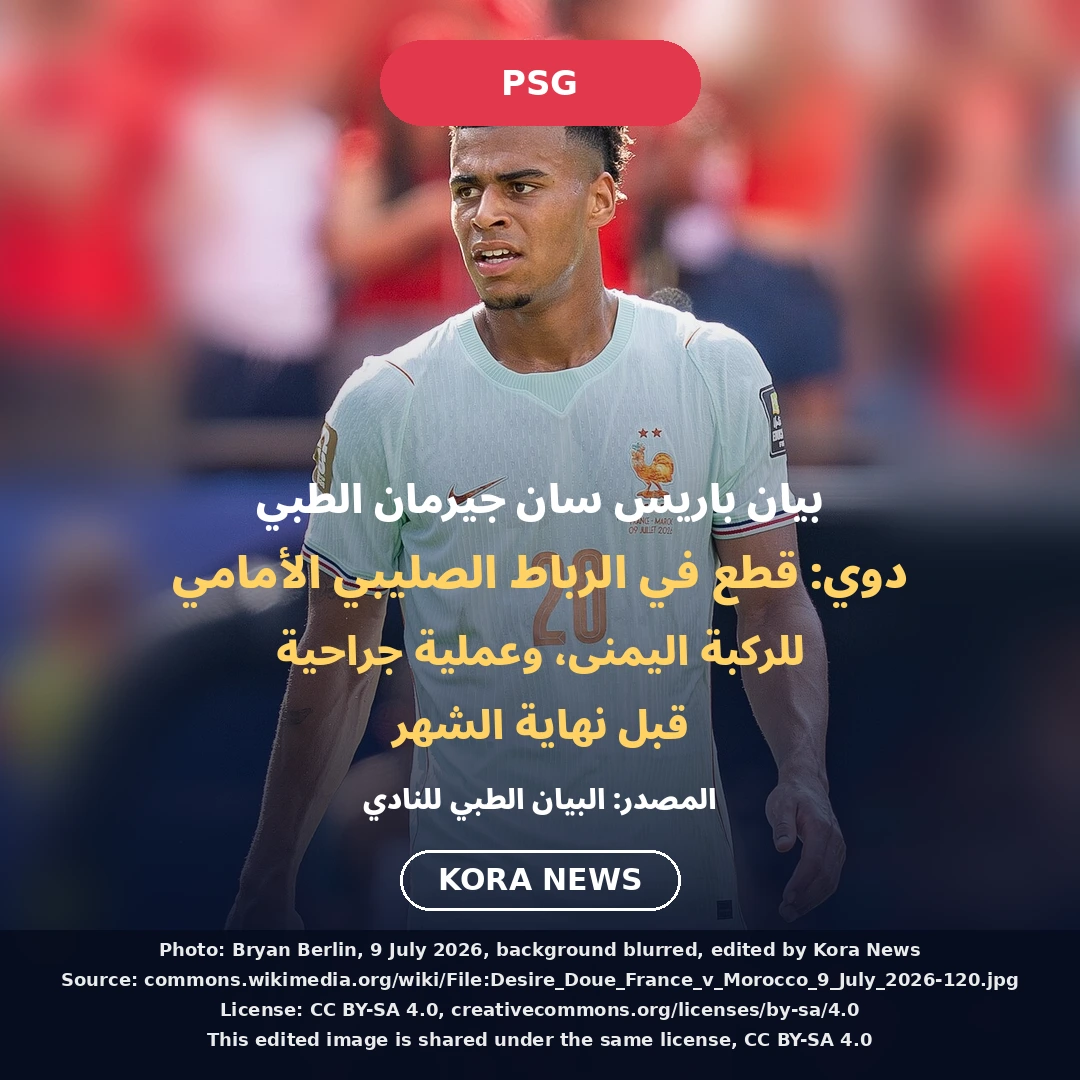 PSG
FRANCE - MAROC
20
بيان باريس سان جيرمان الطبي
دوي: قطع في الرباط الصليبي الأمامي
للركبة اليمنى، وعملية جراحية
قبل نهاية الشهر
المصدر: البيان الطبي للنادي
KORA NEWS
Photo: Bryan Berlin, 9 July 2026, background blurred, edited by Kora News
Source: commons.wikimedia.org/wiki/File:Desire_Doue_France_v_Morocco_9_July_2026-120.jpg
License: CC BY-SA 4.0, creativecommons.org/licenses/by-sa/4.0
This edited image is shared under the same license, CC BY-SA 4.0